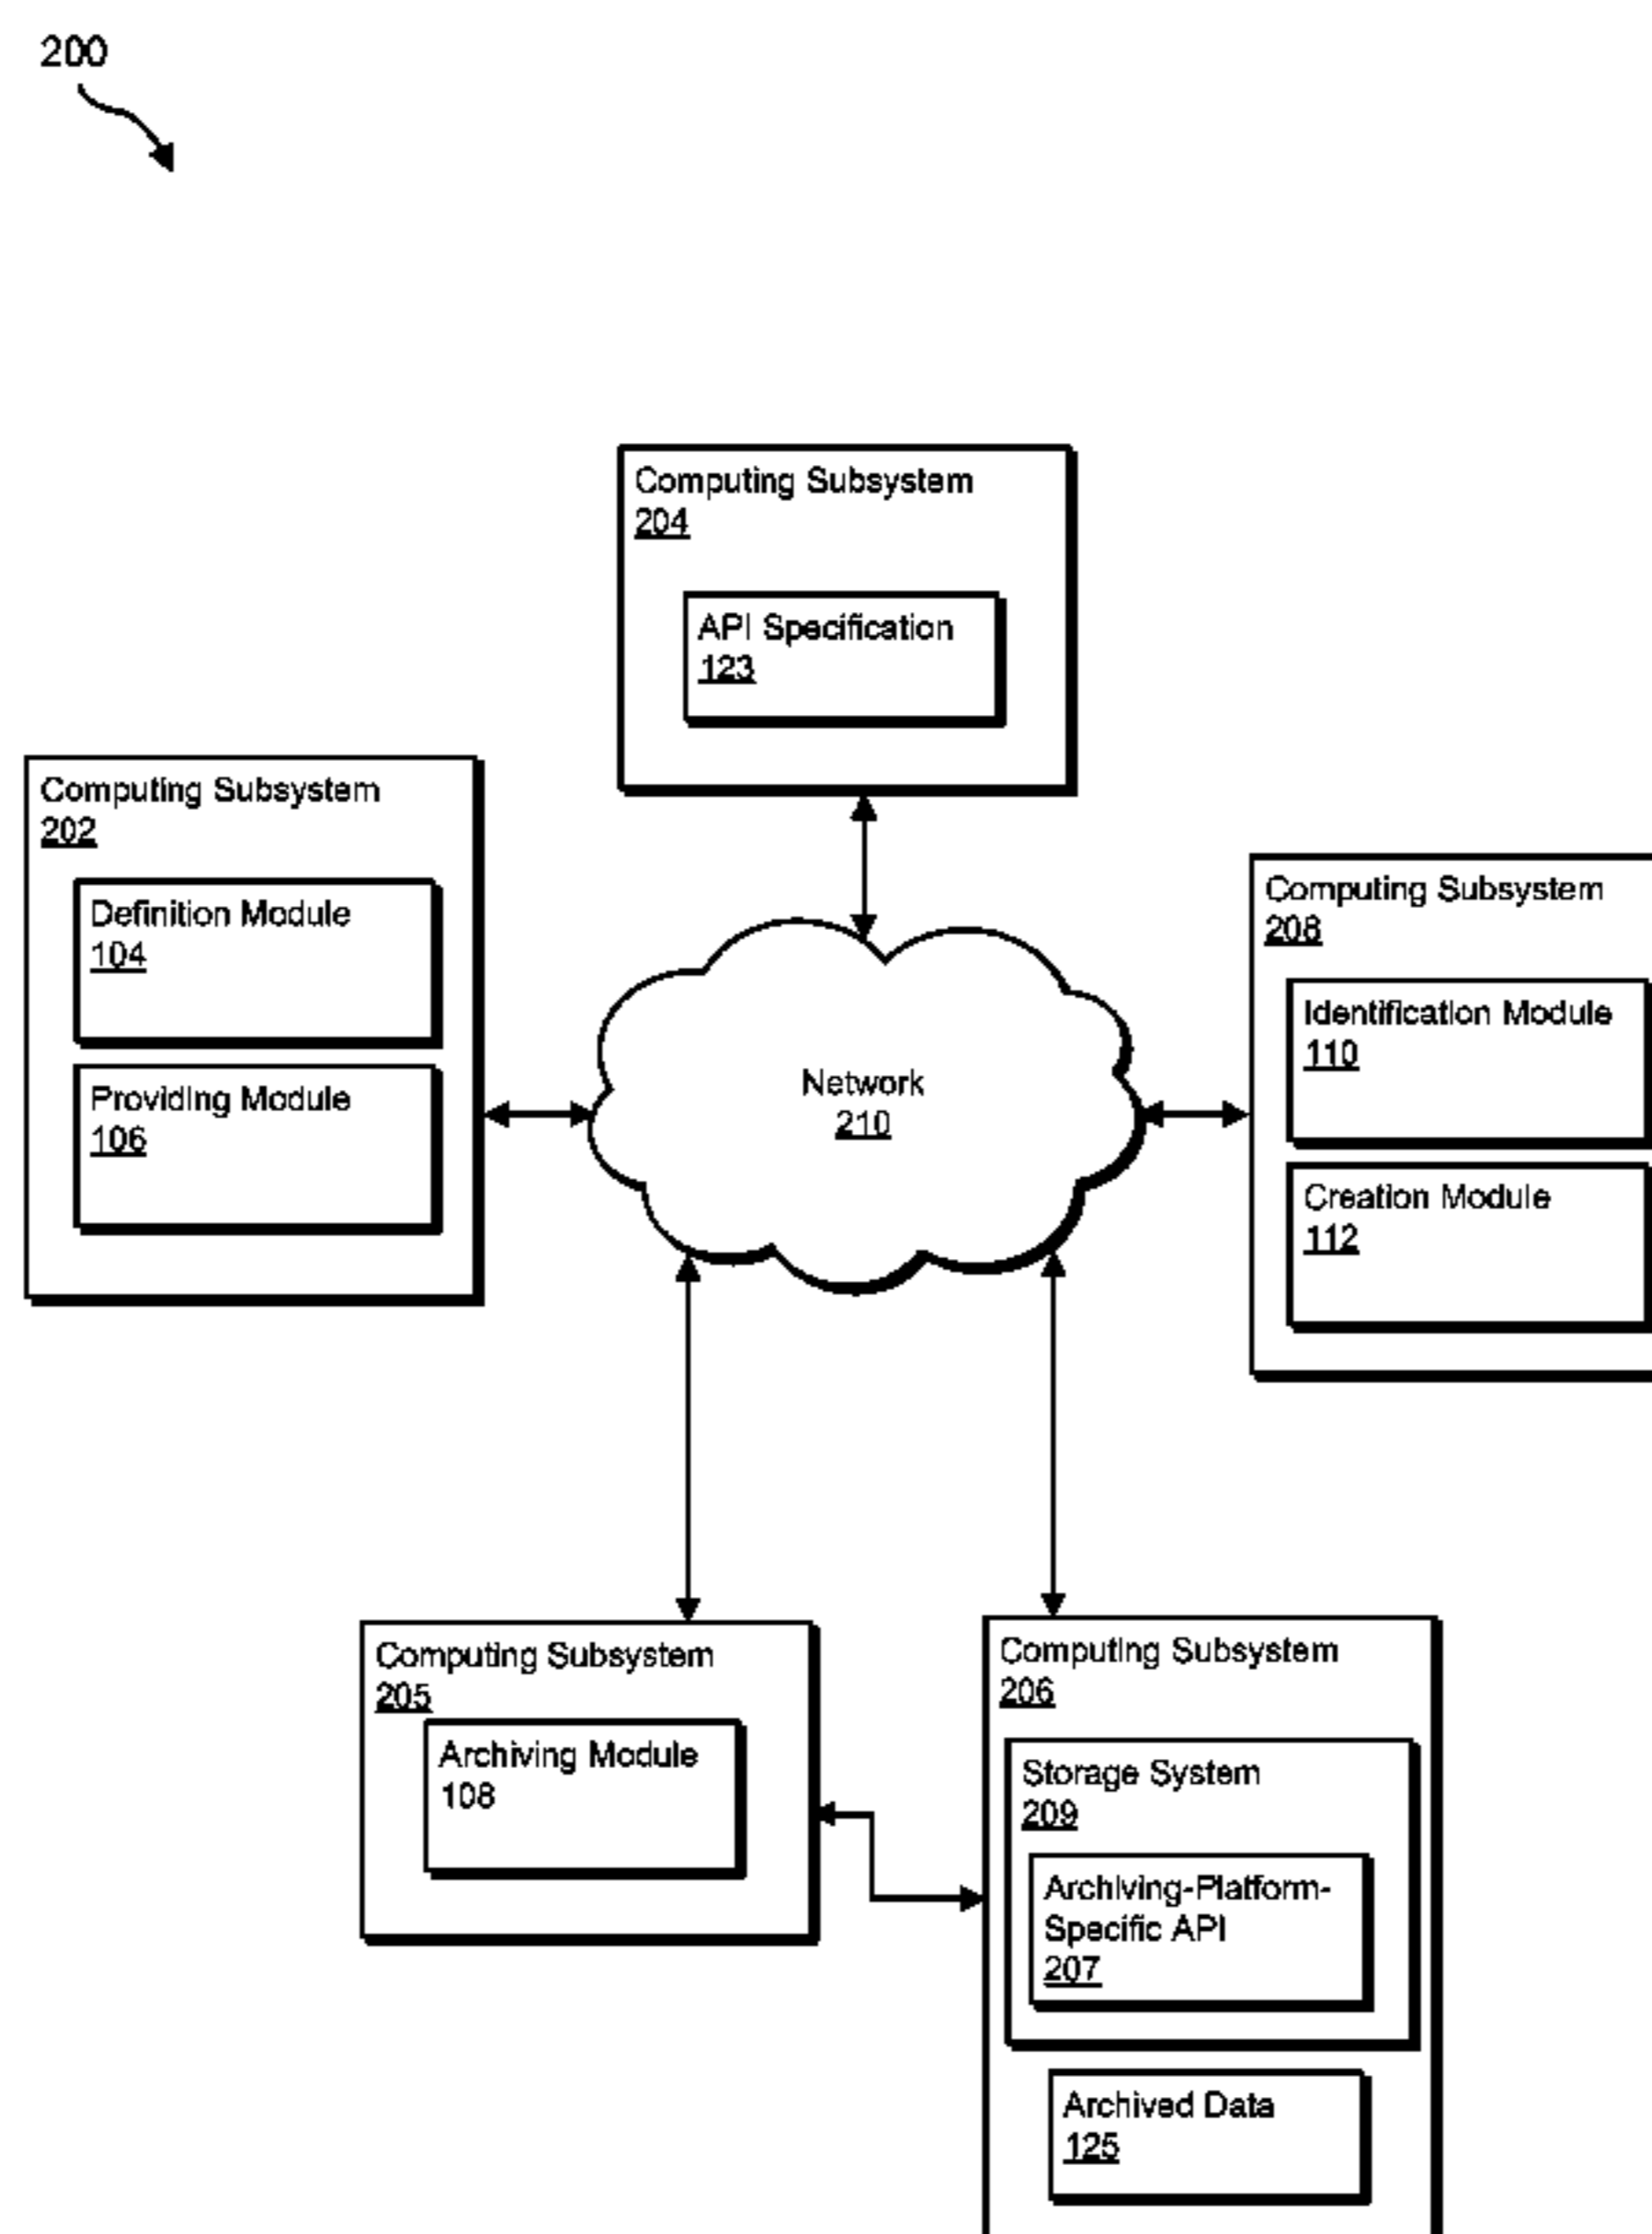 200
Computing Subsystem
204
API Specification
123
Computing Subsystem
202
Definition Module
104
Providing Module
106
Computing Subsystem
208
Identification Module
110
Creation Module
112
Network
210
Computing Subsystem
205
Archiving Module
108
Computing Subsystem
206
Storage System
209
Archiving-Platform-
Specific API
207
Archived Data
125